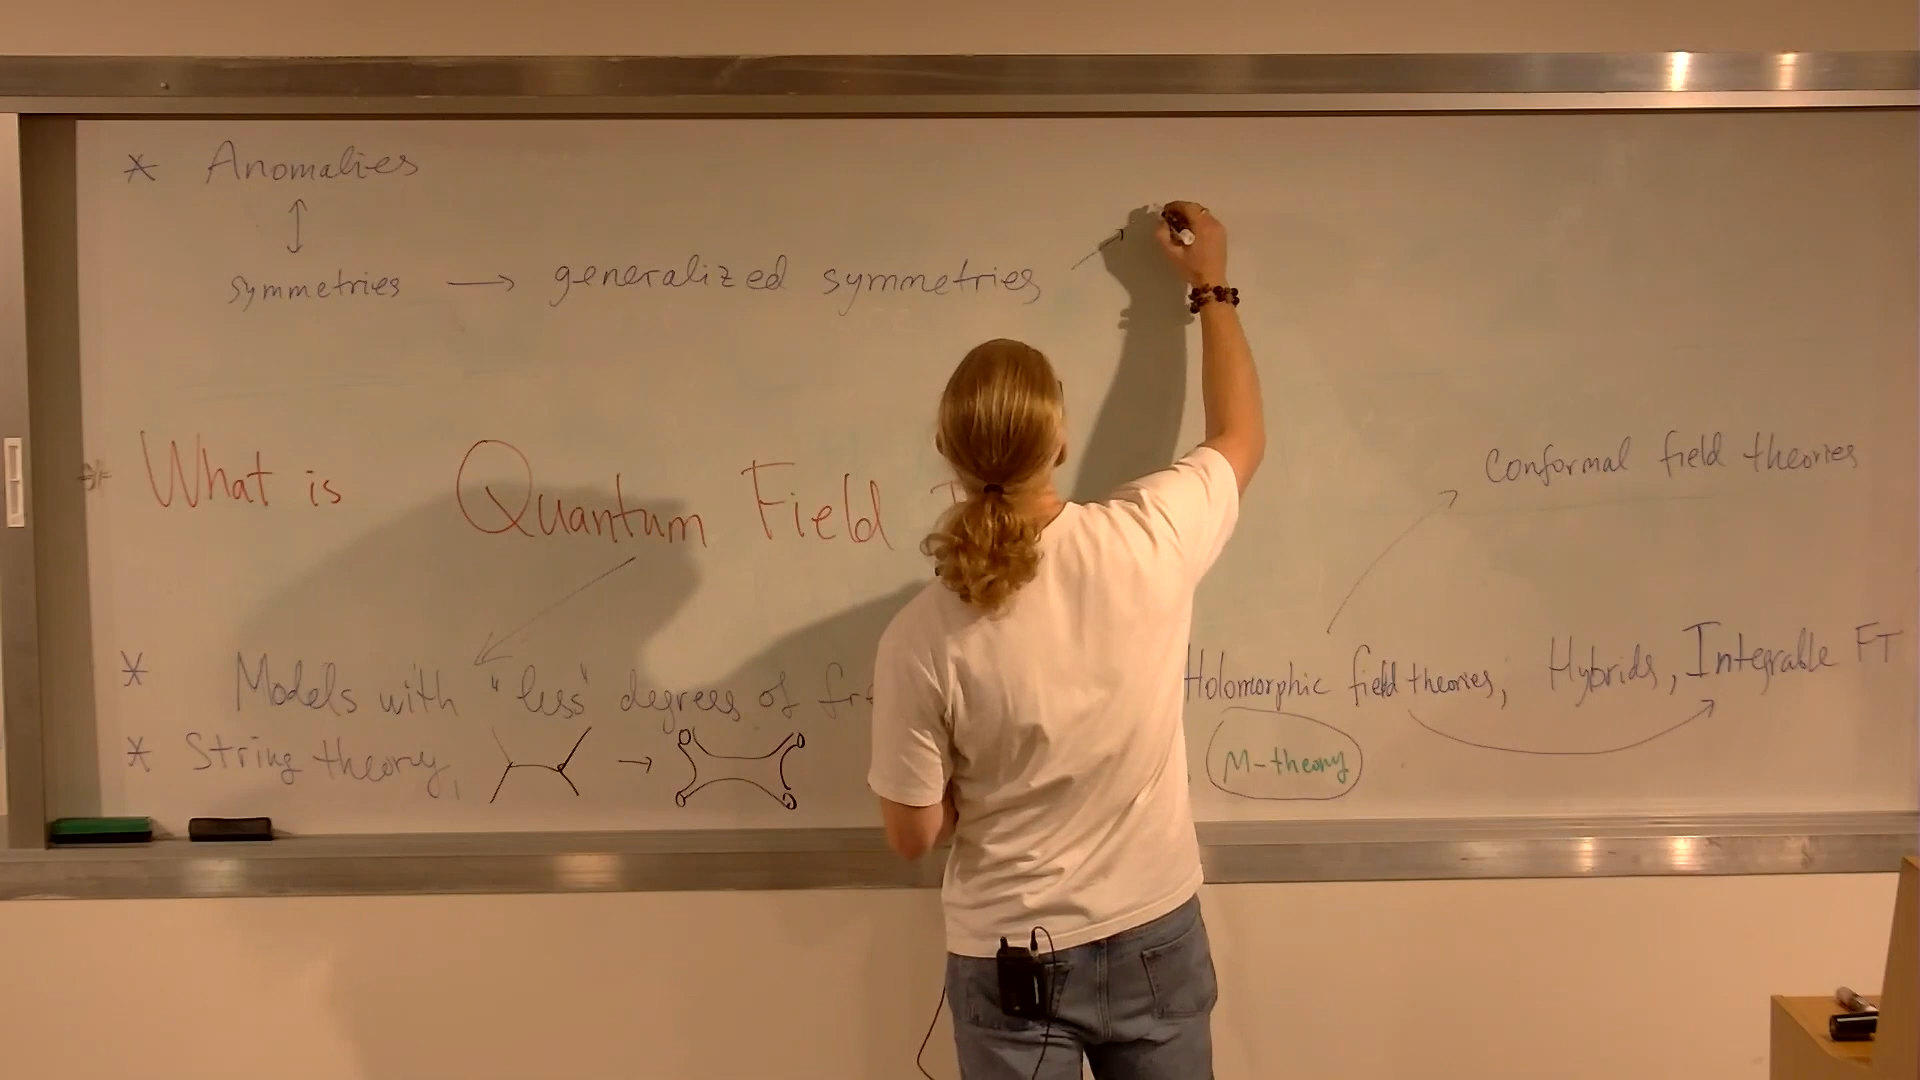 * Anomalies
↕
symmetries → generalized symmetries
* What is Quantum Field
Conformal field theories
* Models with "less" degrees of Holomorphic field theories, Hybrids, Integrable FT
* String theory, → M-theory